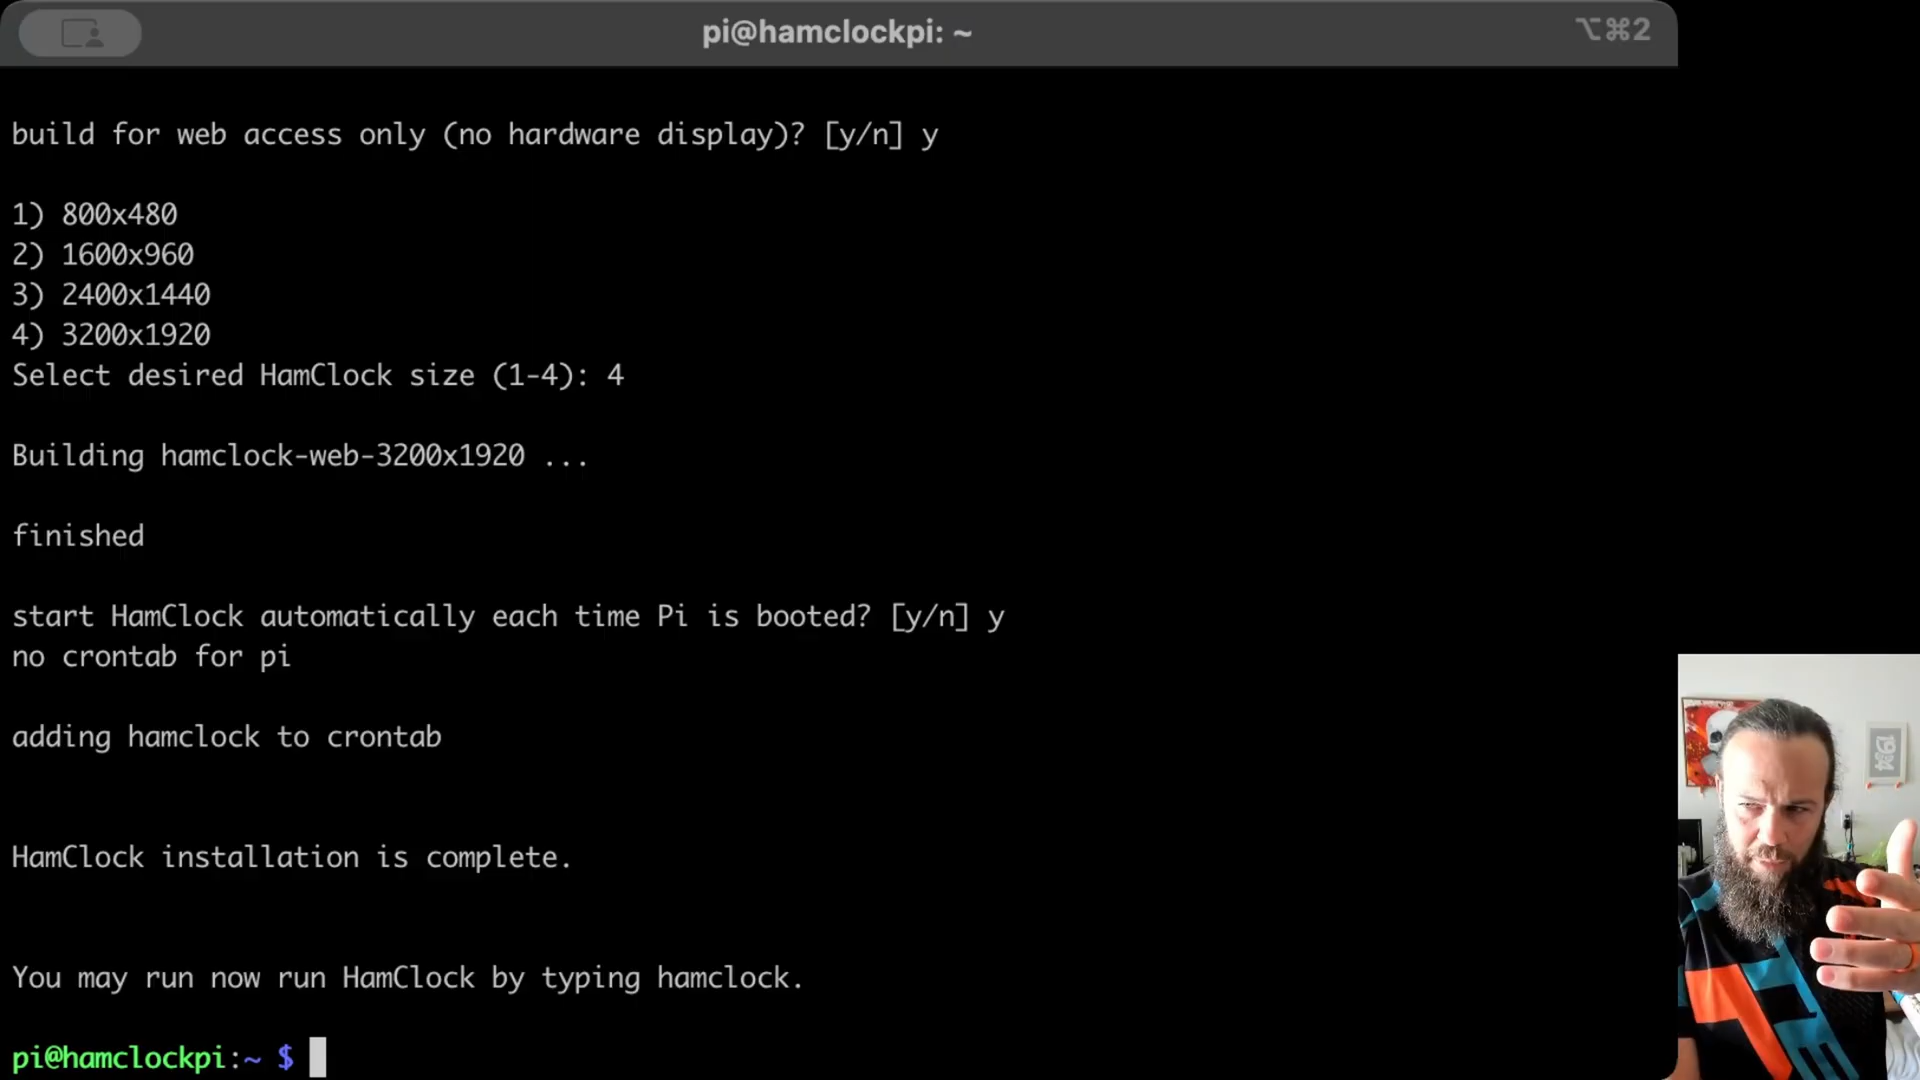 pi@hamclockpi: ~
⌥⌘2
build for web access only (no hardware display)? [y/n] y
1) 800x480
2) 1600x960
3) 2400x1440
4) 3200x1920
Select desired HamClock size (1-4): 4
Building hamclock-web-3200x1920 ...
finished
start HamClock automatically each time Pi is booted? [y/n] y
no crontab for pi
adding hamclock to crontab
HamClock installation is complete.
You may run now run HamClock by typing hamclock.
pi@hamclockpi:~ $
1984